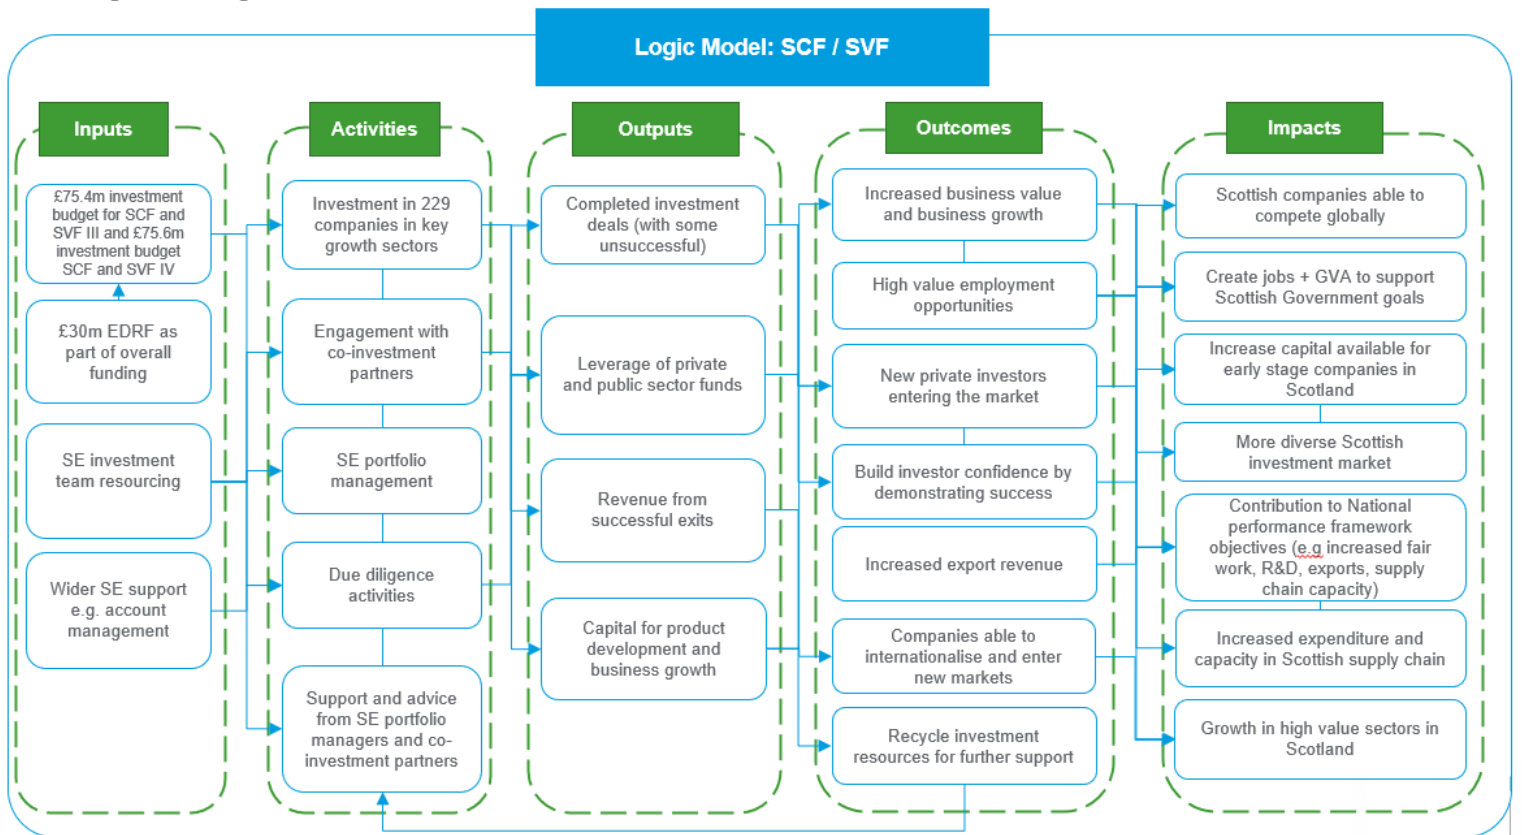 Logic Model: SCF / SVF
Inputs
£75.4m investment
budget for SCF and
SVF III and £75.6m
investment budget
SCF and SVF IV
£30m EDRF as
part of overall
funding
SE investment
team resourcing
Wider SE support
e.g. account
management
Activities
Investment in 229
companies in key
growth sectors
Engagement with
co-investment
partners
SE portfolio
management
Due diligence
activities
Support and advice
from SE portfolio
managers and co-
investment partners
Outputs
Completed investment
deals (with some
unsuccessful)
Leverage of private
and public sector funds
Revenue from
successful exits
Capital for product
development and
business growth
Outcomes
Increased business value
and business growth
High value employment
opportunities
New private investors
entering the market
Build investor confidence by
demonstrating success
Increased export revenue
Companies able to
internationalise and enter
new markets
Recycle investment
resources for further support
Impacts
Scottish companies able to
compete globally
Create jobs + GVA to support
Scottish Government goals
Increase capital available for
early stage companies in
Scotland
More diverse Scottish
investment market
Contribution to National
performance framework
objectives (e.g increased fair
work, R&D, exports, supply
chain capacity)
Increased expenditure and
capacity in Scottish supply chain
Growth in high value sectors in
Scotland